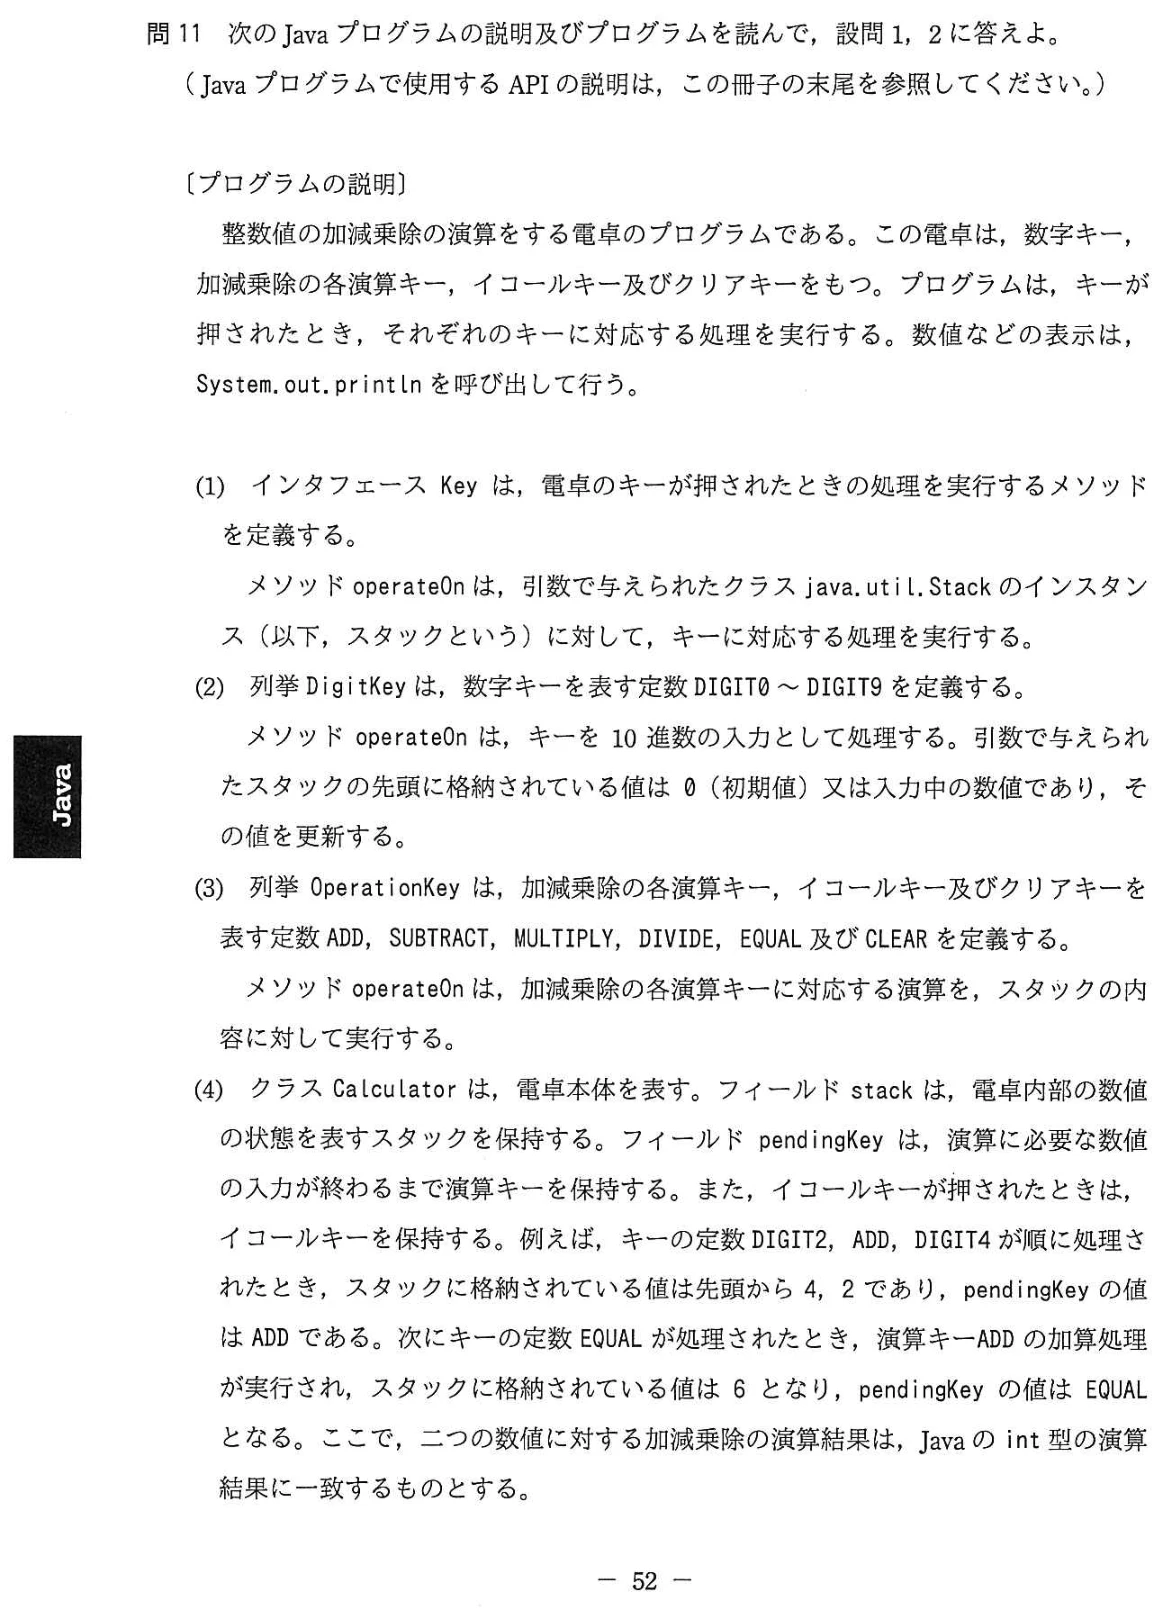 問11　次の Java プログラムの説明及びプログラムを読んで，設問 1，2 に答えよ。
（Java プログラムで使用する API の説明は，この冊子の末尾を参照してください。）
〔プログラムの説明〕
整数値の加減乗除の演算をする電卓のプログラムである。この電卓は，数字キー，
加減乗除の各演算キー，イコールキー及びクリアキーをもつ。プログラムは，キーが
押されたとき，それぞれのキーに対応する処理を実行する。数値などの表示は，
System.out.println を呼び出して行う。
(1)　インタフェース Key は，電卓のキーが押されたときの処理を実行するメソッド
を定義する。
メソッド operateOn は，引数で与えられたクラス java.util.Stack のインスタン
ス（以下，スタックという）に対して，キーに対応する処理を実行する。
(2)　列挙 DigitKey は，数字キーを表す定数 DIGIT0 ～ DIGIT9 を定義する。
メソッド operateOn は，キーを 10 進数の入力として処理する。引数で与えられ
たスタックの先頭に格納されている値は 0（初期値）又は入力中の数値であり，そ
の値を更新する。
(3)　列挙 OperationKey は，加減乗除の各演算キー，イコールキー及びクリアキーを
表す定数 ADD，SUBTRACT，MULTIPLY，DIVIDE，EQUAL 及び CLEAR を定義する。
メソッド operateOn は，加減乗除の各演算キーに対応する演算を，スタックの内
容に対して実行する。
(4)　クラス Calculator は，電卓本体を表す。フィールド stack は，電卓内部の数値
の状態を表すスタックを保持する。フィールド pendingKey は，演算に必要な数値
の入力が終わるまで演算キーを保持する。また，イコールキーが押されたときは，
イコールキーを保持する。例えば，キーの定数 DIGIT2，ADD，DIGIT4 が順に処理さ
れたとき，スタックに格納されている値は先頭から 4，2 であり，pendingKey の値
は ADD である。次にキーの定数 EQUAL が処理されたとき，演算キーADD の加算処理
が実行され，スタックに格納されている値は 6 となり，pendingKey の値は EQUAL
となる。ここで，二つの数値に対する加減乗除の演算結果は，Java の int 型の演算
結果に一致するものとする。
Java
－ 52 －